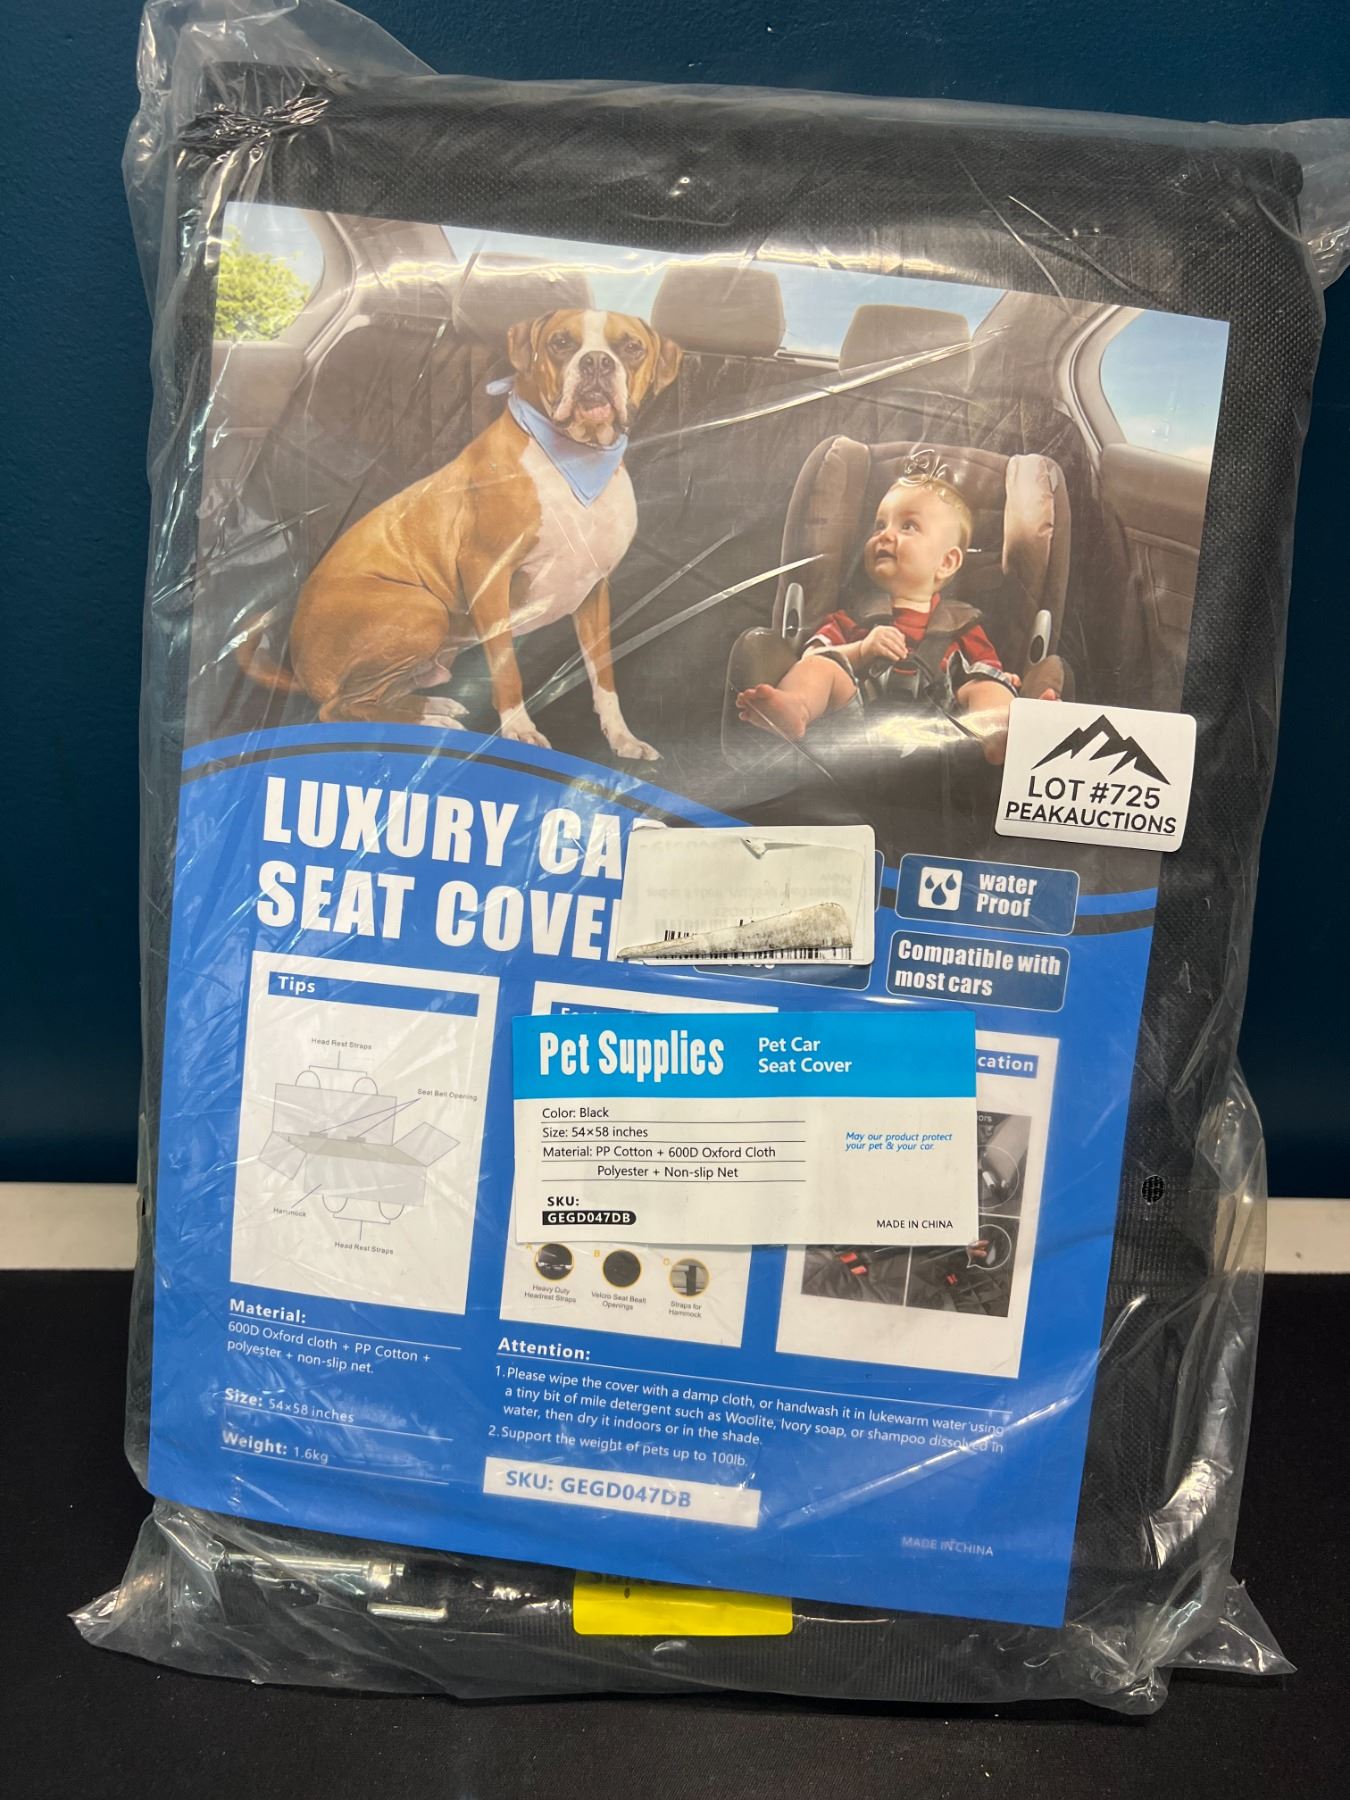 LOT #725
PEAKAUCTIONS
LUXURY CA
SEAT COVE
water
Proof
Compatible with
most cars
Tips
Head Rest Straps
Seat Belt Opening
Hammock
Head Rest Straps
cation
Pet Supplies
Pet Car
Seat Cover
Color: Black
Size: 54×58 inches
Material: PP Cotton + 600D Oxford Cloth
Polyester + Non-slip Net
May our product protect
your pet & your car.
SKU:
GEGD047DB
MADE IN CHINA
A
B
Heavy Duty
Headrest Straps
Velcro Seat Bealt
Openings
Straps for
Hammock
Material:
600D Oxford cloth + PP Cotton +
polyester + non-slip net.
Size: 54×58 inches
Weight: 1.6kg
Attention:
1.Please wipe the cover with a damp cloth, or handwash it in lukewarm water using
a tiny bit of mile detergent such as Woolite, Ivory soap, or shampoo dissolved in
water, then dry it indoors or in the shade.
2.Support the weight of pets up to 100lb.
SKU: GEGD047DB
MADE IN CHINA